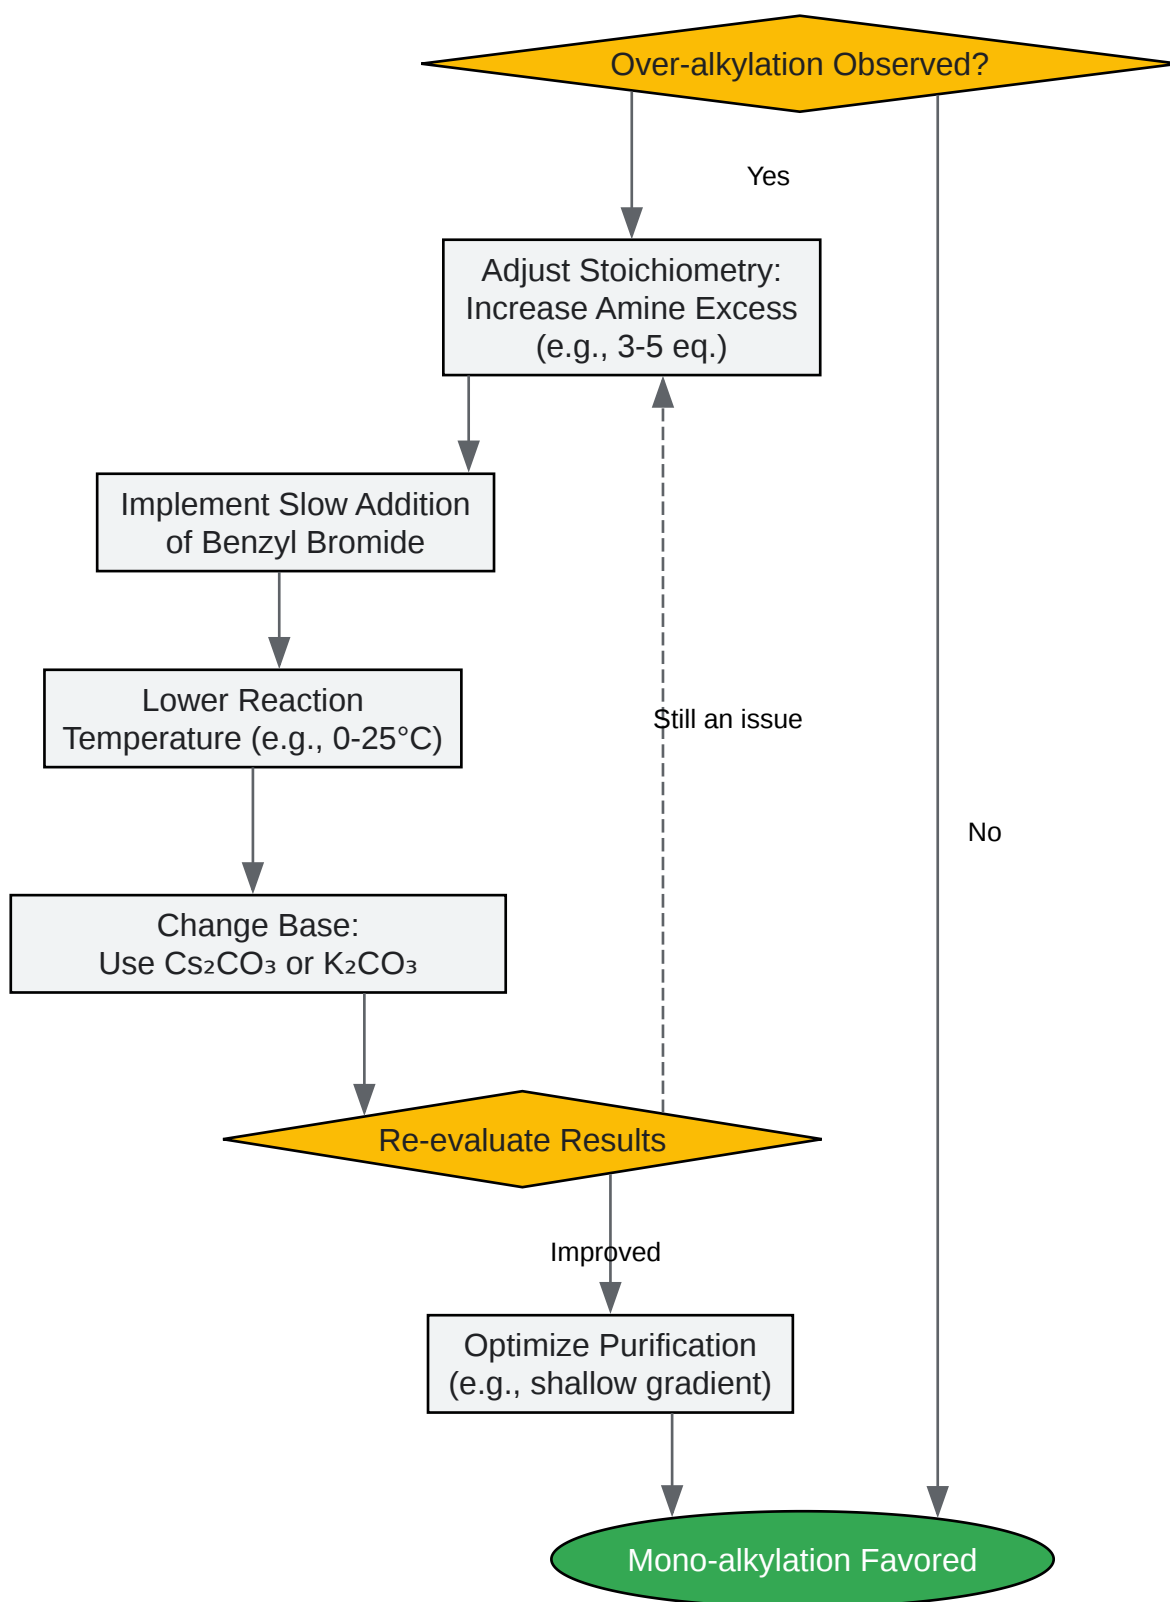 Over-alkylation Observed?
Yes
Adjust Stoichiometry:
Increase Amine Excess
(e.g., 3-5 eq.)
Implement Slow Addition
of Benzyl Bromide
Lower Reaction
Temperature (e.g., 0-25°C)
Still an issue
No
Change Base:
Use Cs₂CO₃ or K₂CO₃
Re-evaluate Results
Improved
Optimize Purification
(e.g., shallow gradient)
Mono-alkylation Favored